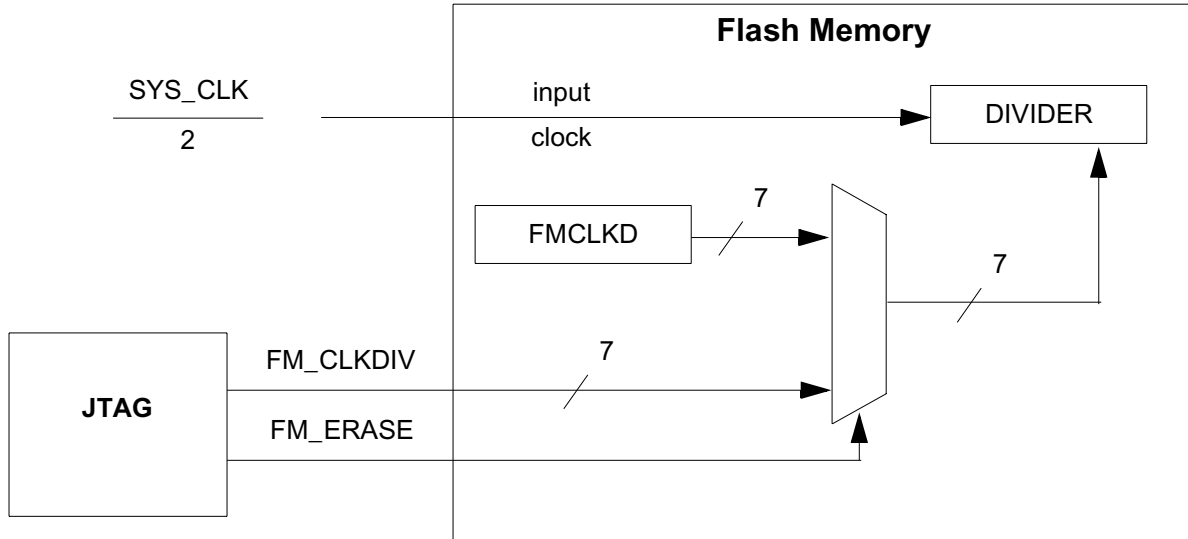 Flash Memory
SYS_CLK
2
input
clock
DIVIDER
7
FMCLKD
7
7
FM_CLKDIV
JTAG
FM_ERASE